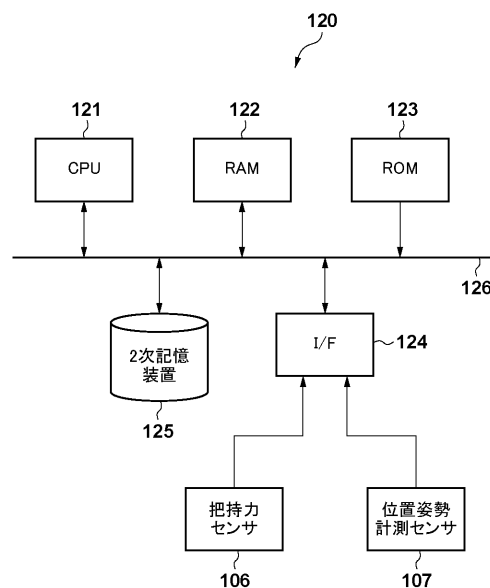 120
121
122
123
CPU
RAM
ROM
126
2次記憶
装置
I/F
124
125
把持力
センサ
位置姿勢
計測センサ
106
107